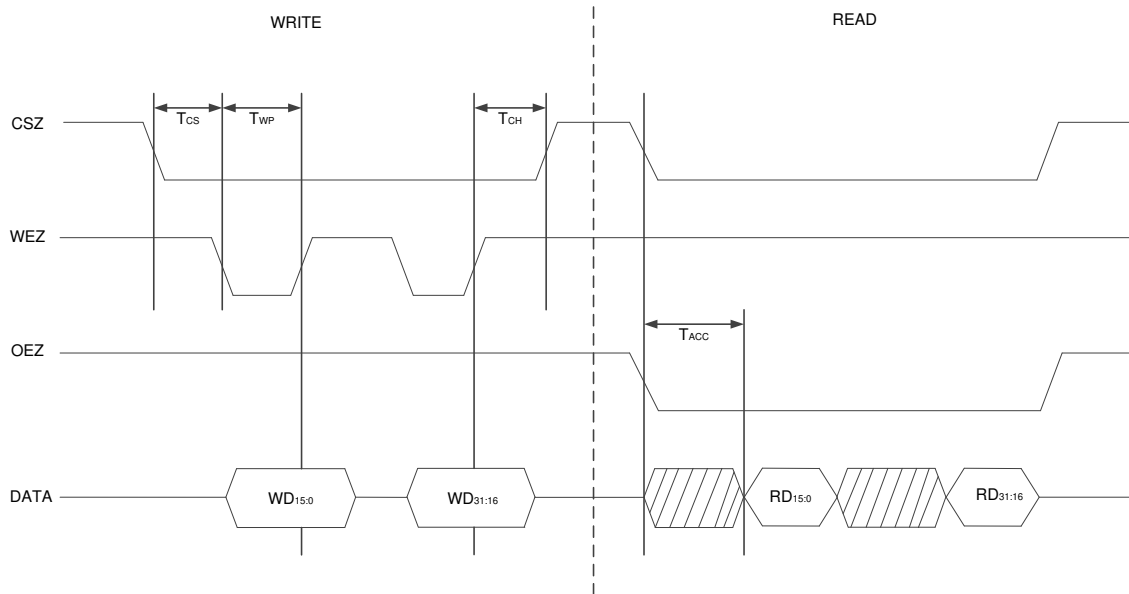 WRITE
READ
TCS
TWP
TCH
CSZ
WEZ
TACC
OEZ
DATA
WD15:0
WD31:16
RD15:0
RD31:16